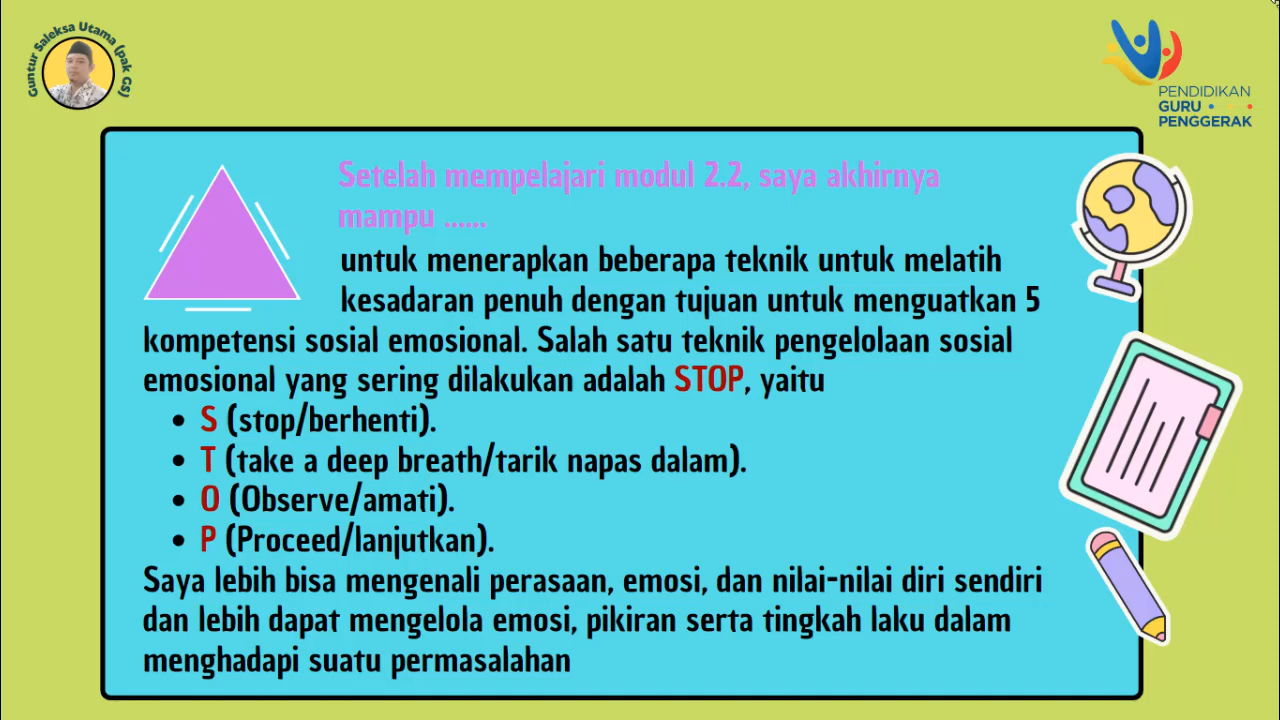 Guntur Saleksa Utama (pak GS)
PENDIDIKAN
GURU
PENGGERAK
Setelah mempelajari modul 2.2, saya akhirnya
mampu ......
untuk menerapkan beberapa teknik untuk melatih
kesadaran penuh dengan tujuan untuk menguatkan 5
kompetensi sosial emosional. Salah satu teknik pengelolaan sosial
emosional yang sering dilakukan adalah STOP, yaitu
• S (stop/berhenti).
• T (take a deep breath/tarik napas dalam).
• O (Observe/amati).
• P (Proceed/lanjutkan).
Saya lebih bisa mengenali perasaan, emosi, dan nilai-nilai diri sendiri
dan lebih dapat mengelola emosi, pikiran serta tingkah laku dalam
menghadapi suatu permasalahan